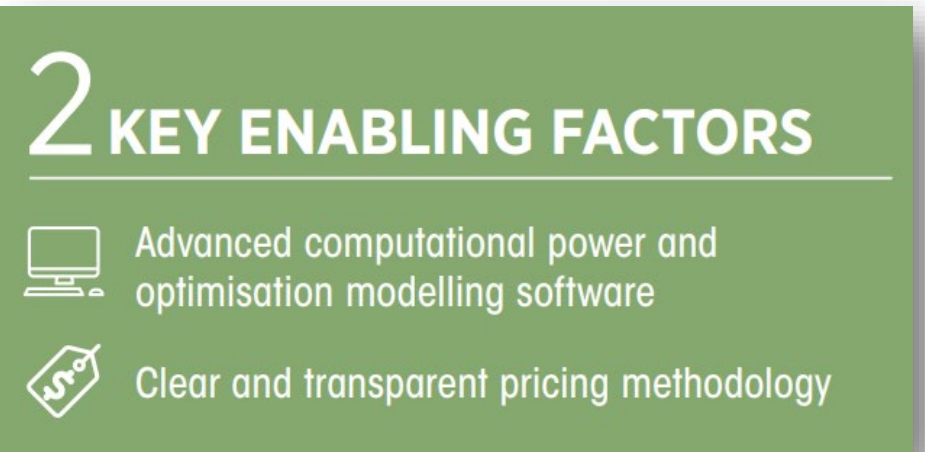 2 KEY ENABLING FACTORS
Advanced computational power and
optimisation modelling software
$
Clear and transparent pricing methodology